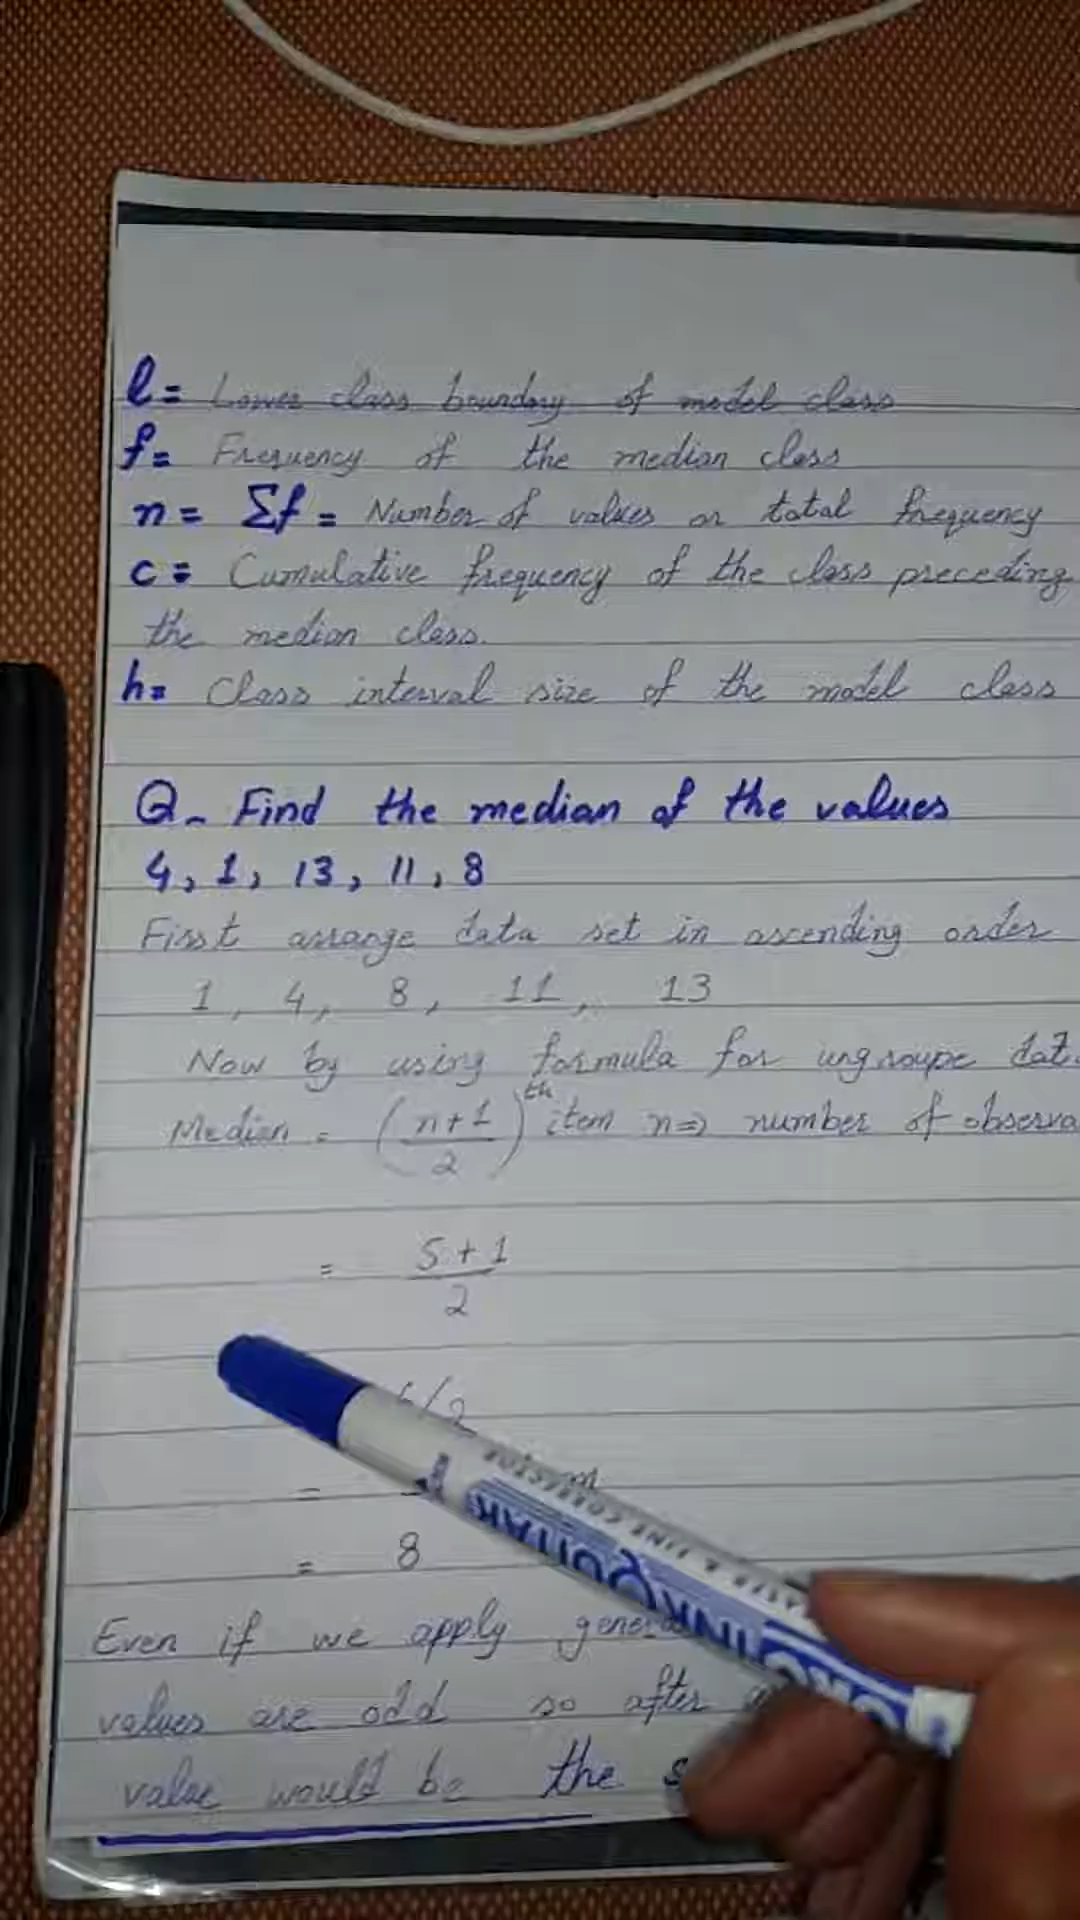 l = Lower class boundary of model class
f = Frequency of the median class
n = Σf = Number of values or total frequency
c = Cumulative frequency of the class preceding
the median class.
h = Class interval size of the model class
Q- Find the median of the values
4, 1, 13, 11, 8
First arrange data set in ascending order
1, 4, 8, 11, 13
Now by using formula for ungroupe dat
Median = (n+1/2)th item n=> number of observa
= 5+1/2
/2
=
= 8
Even if we apply gene
values are odd so after
value would be the s